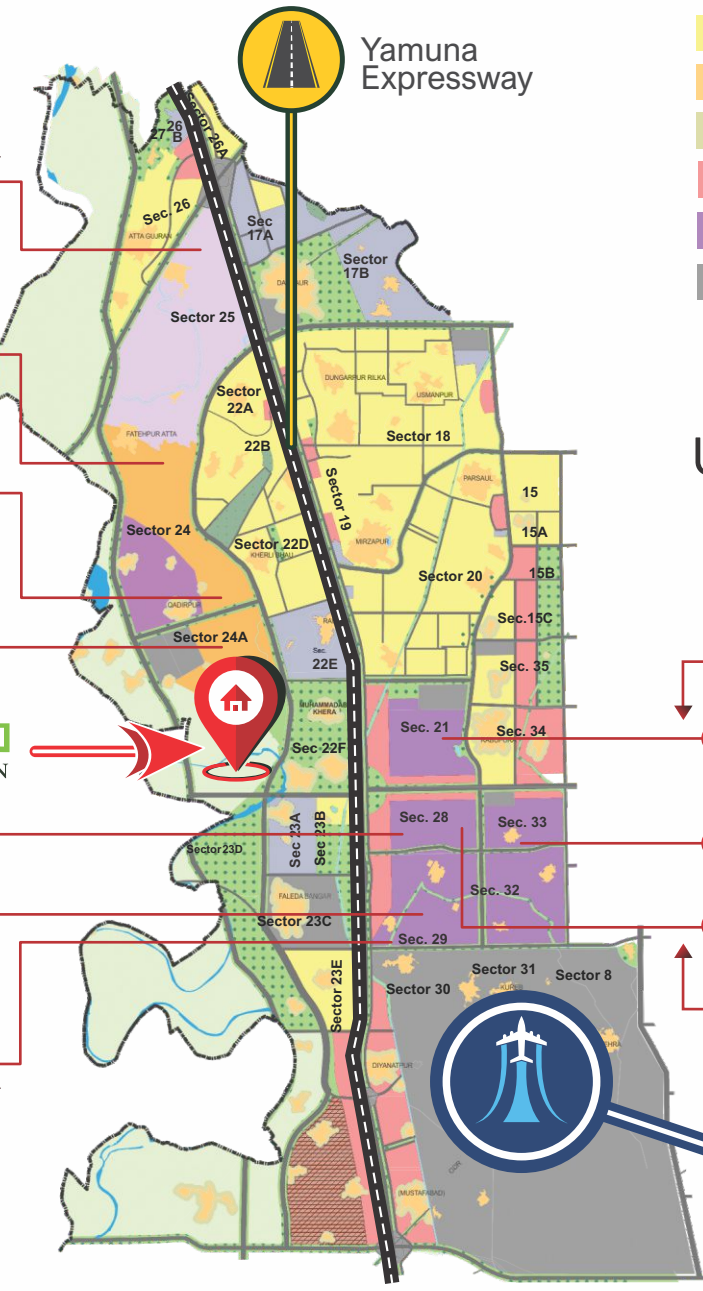 Yamuna
Expressway
27
26
B
Sector 26A
Sec. 26
ATTA GUJRAN
Sec
17A
Sector
17B
Sector 25
DUNGARPUR RILKA
USMANPUR
Sector
22A
Sector 18
22B
FATEHPUR ATTA
Sector 19
PARSAUL
15
15A
Sector 24
Sector 22D
KHERLI BHAU
MIRZAPUR
Sector 20
15B
QADIRPUR
Sec.15C
Sector 24A
Sec.
22E
Sec. 35
MUHAMMADABAD
KHERA
Sec. 21
Sec. 34
Sec 22F
N
Sec 23A
Sec 23B
Sec. 28
Sec. 33
Sector 23D
Sec. 32
FALEDA BANGAR
Sector 23C
Sec. 29
Sector 23E
Sector 30
Sector 31
Sector 8
DIYANATPUR
(MUSTAFABAD)
U